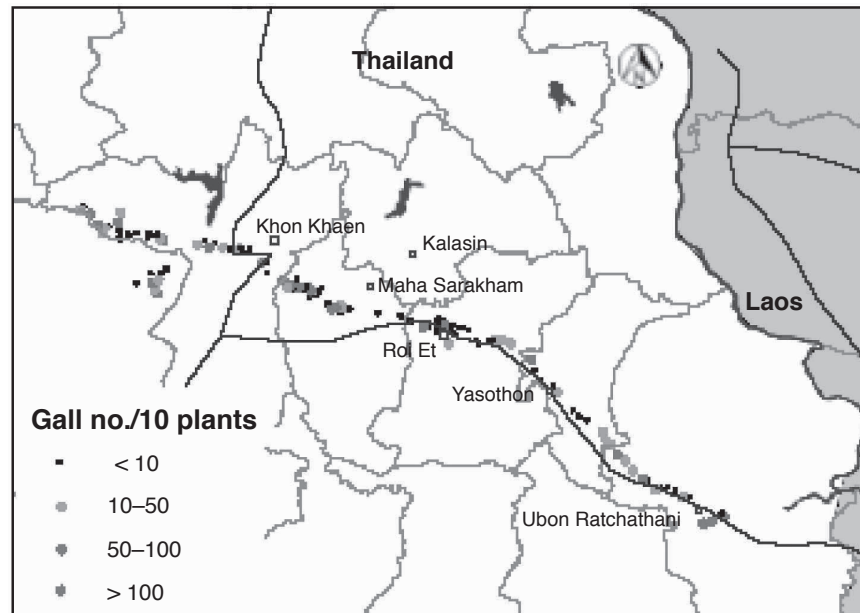 Thailand
Khon Khaen
Kalasin
Maha Sarakham
Laos
Roi Et
Yasothon
Gall no./10 plants
< 10
10–50
Ubon Ratchathani
50–100
> 100